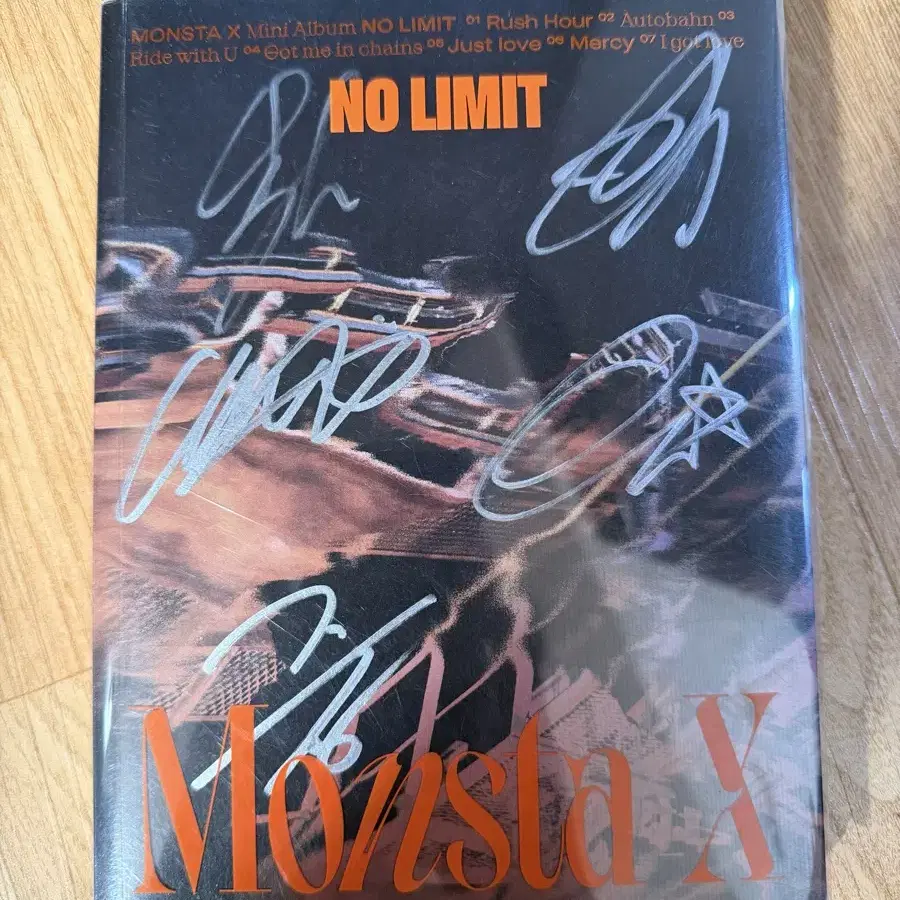 MONSTA X Mini Album NO LIMIT 01 Rush Hour 02 Autobahn 03
Ride with U 04 Got me in chains 05 Just love 06 Mercy 07 I got love
NO LIMIT
Monsta X